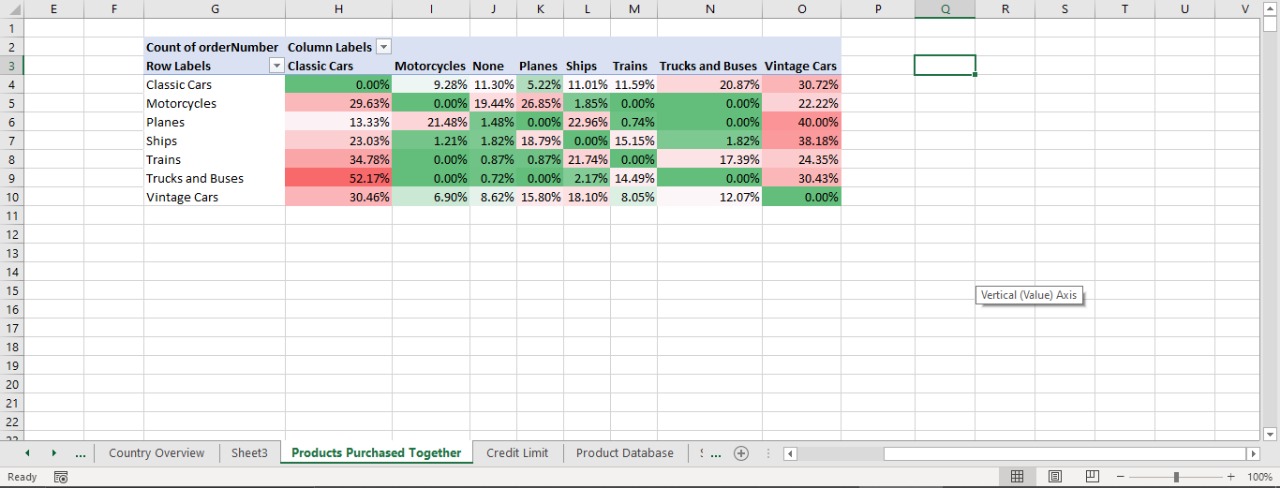 E F G H I J K L M N O P Q R S T U V
1
2 Count of orderNumber Column Labels
3 Row Labels Classic Cars Motorcycles None Planes Ships Trains Trucks and Buses Vintage Cars
4 Classic Cars 0.00% 9.28% 11.30% 5.22% 11.01% 11.59% 20.87% 30.72%
5 Motorcycles 29.63% 0.00% 19.44% 26.85% 1.85% 0.00% 0.00% 22.22%
6 Planes 13.33% 21.48% 1.48% 0.00% 22.96% 0.74% 0.00% 40.00%
7 Ships 23.03% 1.21% 1.82% 18.79% 0.00% 15.15% 1.82% 38.18%
8 Trains 34.78% 0.00% 0.87% 0.87% 21.74% 0.00% 17.39% 24.35%
9 Trucks and Buses 52.17% 0.00% 0.72% 0.00% 2.17% 14.49% 0.00% 30.43%
10 Vintage Cars 30.46% 6.90% 8.62% 15.80% 18.10% 8.05% 12.07% 0.00%
11
12
13
14
15 Vertical (Value) Axis
16
17
18
19
20
21
22
... Country Overview Sheet3 Products Purchased Together Credit Limit Product Database ...
Ready 100%